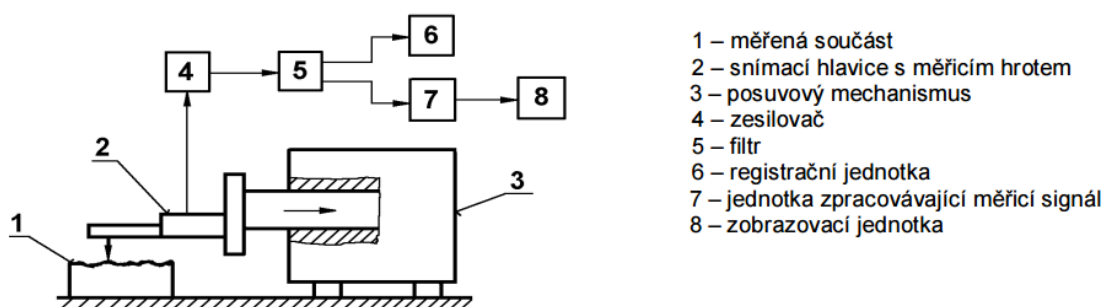 6
4
5
7
8
2
3
1
1 – měřená součást
2 – snímací hlavice s měřicím hrotem
3 – posuvový mechanismus
4 – zesilovač
5 – filtr
6 – registrační jednotka
7 – jednotka zpracovávající měřicí signál
8 – zobrazovací jednotka